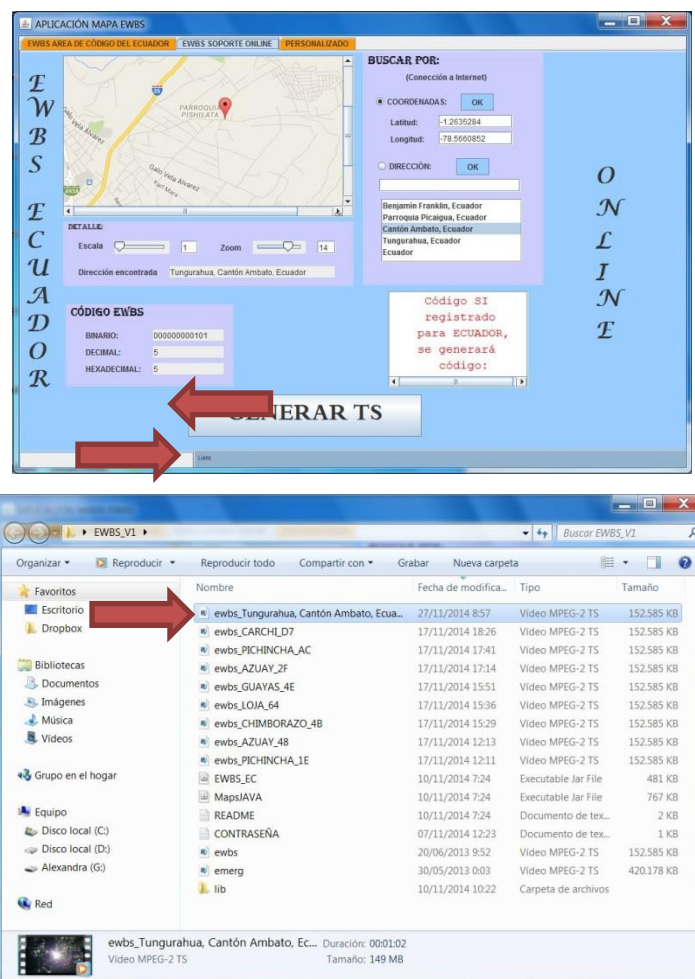 APLICACIÓN MAPA EWBS
EWBS AREA DE CÓDIGO DEL ECUADOR
EWBS SOPORTE ONLINE
PERSONALIZADO
EWBS ECUADOR
PARROQUIA PISHILATA
Galo Vela Alvarez
Galo Vela Alvarez
Karl Marx
35
DETALLE:
Escala 1 Zoom 14
Dirección encontrada Tungurahua, Cantón Ambato, Ecuador
BUSCAR POR:
(Conección a Internet)
COORDENADAS: OK
Latitud: -1.2635284
Longitud: -78.5660852
DIRECCIÓN: OK
Benjamín Franklin, Ecuador
Parroquia Picaigua, Ecuador
Cantón Ambato, Ecuador
Tungurahua, Ecuador
Ecuador
ONLINE
CÓDIGO EWBS
BINARIO: 000000000101
DECIMAL: 5
HEXADECIMAL: 5
Código SI
registrado
para ECUADOR,
se generará
código:
GENERAR TS
Listo
EWBS_V1
Buscar EWBS_V1
Organizar Reproducir Reproducir todo Compartir con Grabar Nueva carpeta
Favoritos
Escritorio
Dropbox
Bibliotecas
Documentos
Imágenes
Música
Vídeos
Grupo en el hogar
Equipo
Disco local (C:)
Disco local (D:)
Alexandra (G:)
Red
Nombre Fecha de modifica... Tipo Tamaño
ewbs_Tungurahua, Cantón Ambato, Ecua... 27/11/2014 8:57 Vídeo MPEG-2 TS 152.585 KB
ewbs_CARCHI_D7 17/11/2014 18:26 Vídeo MPEG-2 TS 152.585 KB
ewbs_PICHINCHA_AC 17/11/2014 17:41 Vídeo MPEG-2 TS 152.585 KB
ewbs_AZUAY_2F 17/11/2014 17:14 Vídeo MPEG-2 TS 152.585 KB
ewbs_GUAYAS_4E 17/11/2014 15:51 Vídeo MPEG-2 TS 152.585 KB
ewbs_LOJA_64 17/11/2014 15:36 Vídeo MPEG-2 TS 152.585 KB
ewbs_CHIMBORAZO_4B 17/11/2014 15:29 Vídeo MPEG-2 TS 152.585 KB
ewbs_AZUAY_48 17/11/2014 12:13 Vídeo MPEG-2 TS 152.585 KB
ewbs_PICHINCHA_1E 17/11/2014 12:11 Vídeo MPEG-2 TS 152.585 KB
EWBS_EC 10/11/2014 7:24 Executable Jar File 481 KB
MapsJAVA 10/11/2014 7:24 Executable Jar File 767 KB
README 10/11/2014 7:24 Documento de tex... 2 KB
CONTRASEÑA 07/11/2014 12:23 Documento de tex... 1 KB
ewbs 20/06/2013 9:52 Vídeo MPEG-2 TS 152.585 KB
emerg 30/05/2013 0:03 Vídeo MPEG-2 TS 420.178 KB
lib 10/11/2014 10:22 Carpeta de archivos
ewbs_Tungurahua, Cantón Ambato, Ec... Duración: 00:01:02
Vídeo MPEG-2 TS Tamaño: 149 MB